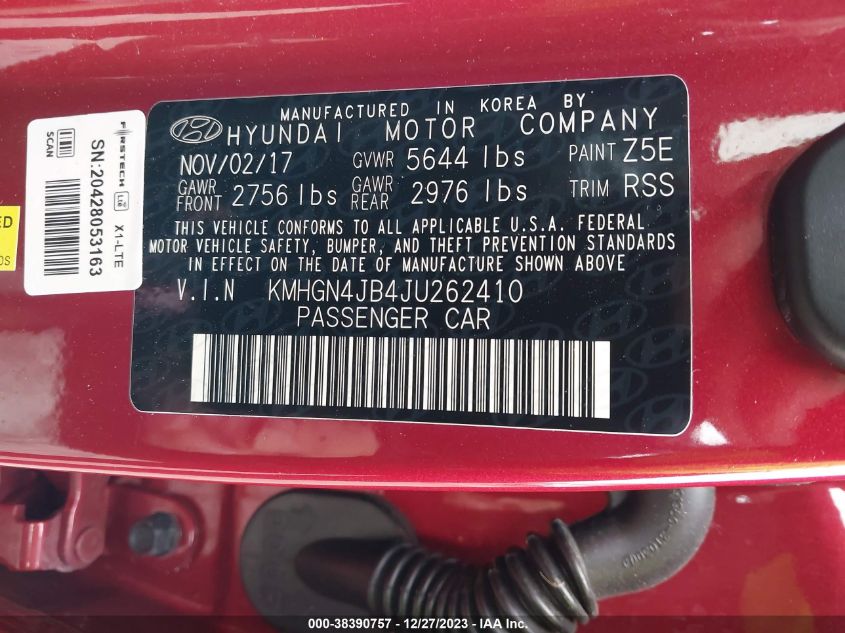 MANUFACTURED IN KOREA BY
HYUNDAI MOTOR COMPANY
NOV/02/17 GVWR 5644 lbs PAINT Z5E
GAWR FRONT 2756 lbs GAWR REAR 2976 lbs TRIM RSS
THIS VEHICLE CONFORMS TO ALL APPLICABLE U.S.A. FEDERAL
MOTOR VEHICLE SAFETY, BUMPER, AND THEFT PREVENTION STANDARDS
IN EFFECT ON THE DATE OF MANUFACTURE SHOWN ABOVE
V.I.N KMHGN4JB4JU262410
PASSENGER CAR
FIRSTECH LLC X1-LTE
SN:20428053163
SCAN
000-38390757 - 12/27/2023 - IAA Inc.